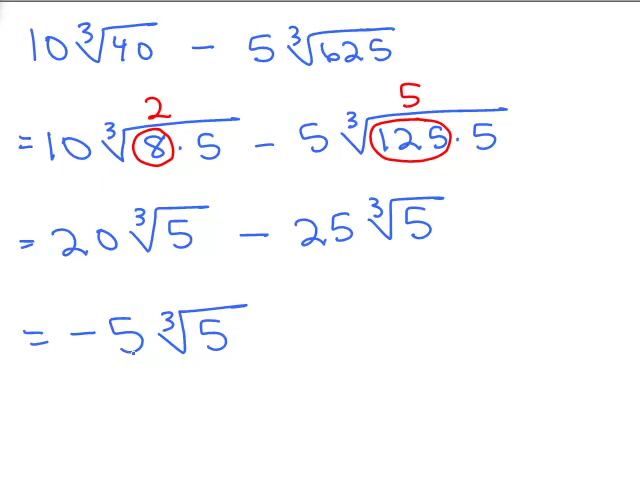 10∛40 − 5∛625
2 5
= 10∛8·5 − 5∛125·5
= 20∛5 − 25∛5
= −5∛5